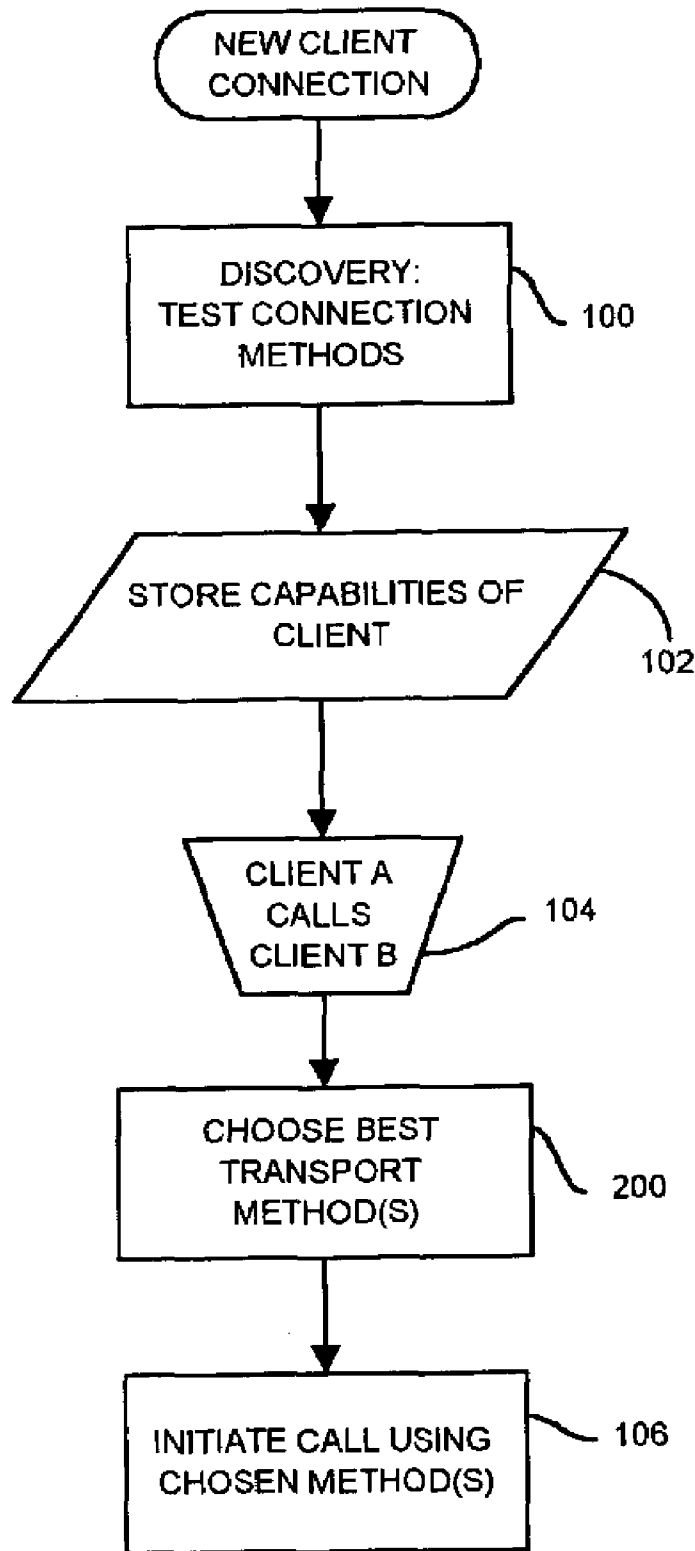 NEW CLIENT
CONNECTION
DISCOVERY:
TEST CONNECTION
METHODS
100
STORE CAPABILITIES OF
CLIENT
102
CLIENT A
CALLS
CLIENT B
104
CHOOSE BEST
TRANSPORT
METHOD(S)
200
INITIATE CALL USING
CHOSEN METHOD(S)
106